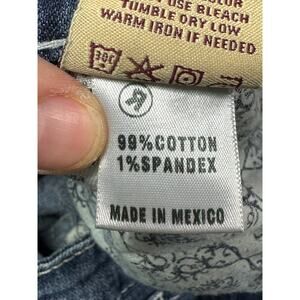 USE BLEACH
TUMBLE DRY LOW
WARM IRON IF NEEDED
99%COTTON
1%SPANDEX
MADE IN MEXICO